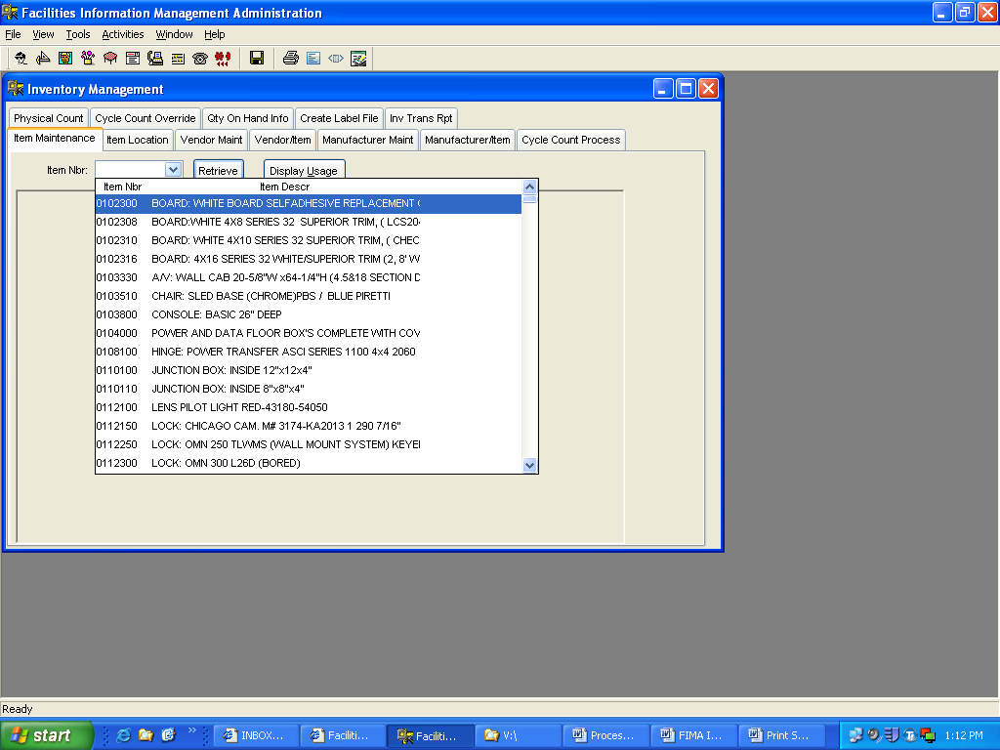 Facilities Information Management Administration
File View Tools Activities Window Help
Inventory Management
Physical Count Cycle Count Override Qty On Hand Info Create Label File Inv Trans Rpt
Item Maintenance Item Location Vendor Maint Vendor/Item Manufacturer Maint Manufacturer/Item Cycle Count Process
Item Nbr: Retrieve Display Usage
Item Nbr Item Descr
0102300 BOARD: WHITE BOARD SELFADHESIVE REPLACEMENT
0102308 BOARD:WHITE 4X8 SERIES 32 SUPERIOR TRIM, ( LCS20
0102310 BOARD: WHITE 4X10 SERIES 32 SUPERIOR TRIM, ( CHEC
0102316 BOARD: 4X16 SERIES 32 WHITE/SUPERIOR TRIM (2, 8' W
0103330 A/V: WALL CAB 20-5/8"W x64-1/4"H (4.5&18 SECTION D
0103510 CHAIR: SLED BASE (CHROME)PBS / BLUE PIRETTI
0103800 CONSOLE: BASIC 26" DEEP
0104000 POWER AND DATA FLOOR BOX'S COMPLETE WITH COV
0108100 HINGE: POWER TRANSFER ASCI SERIES 1100 4x4 2060
0110100 JUNCTION BOX: INSIDE 12"x12x4"
0110110 JUNCTION BOX: INSIDE 8"x8"x4"
0112100 LENS PILOT LIGHT RED-43180-54050
0112150 LOCK: CHICAGO CAM. M# 3174-KA2013 1 290 7/16"
0112250 LOCK: OMN 250 TLWMS (WALL MOUNT SYSTEM) KEYE
0112300 LOCK: OMN 300 L26D (BORED)
Ready
start INBOX... Faciliti... Faciliti... V:\ Proces... FIMA I... Print S... 1:12 PM